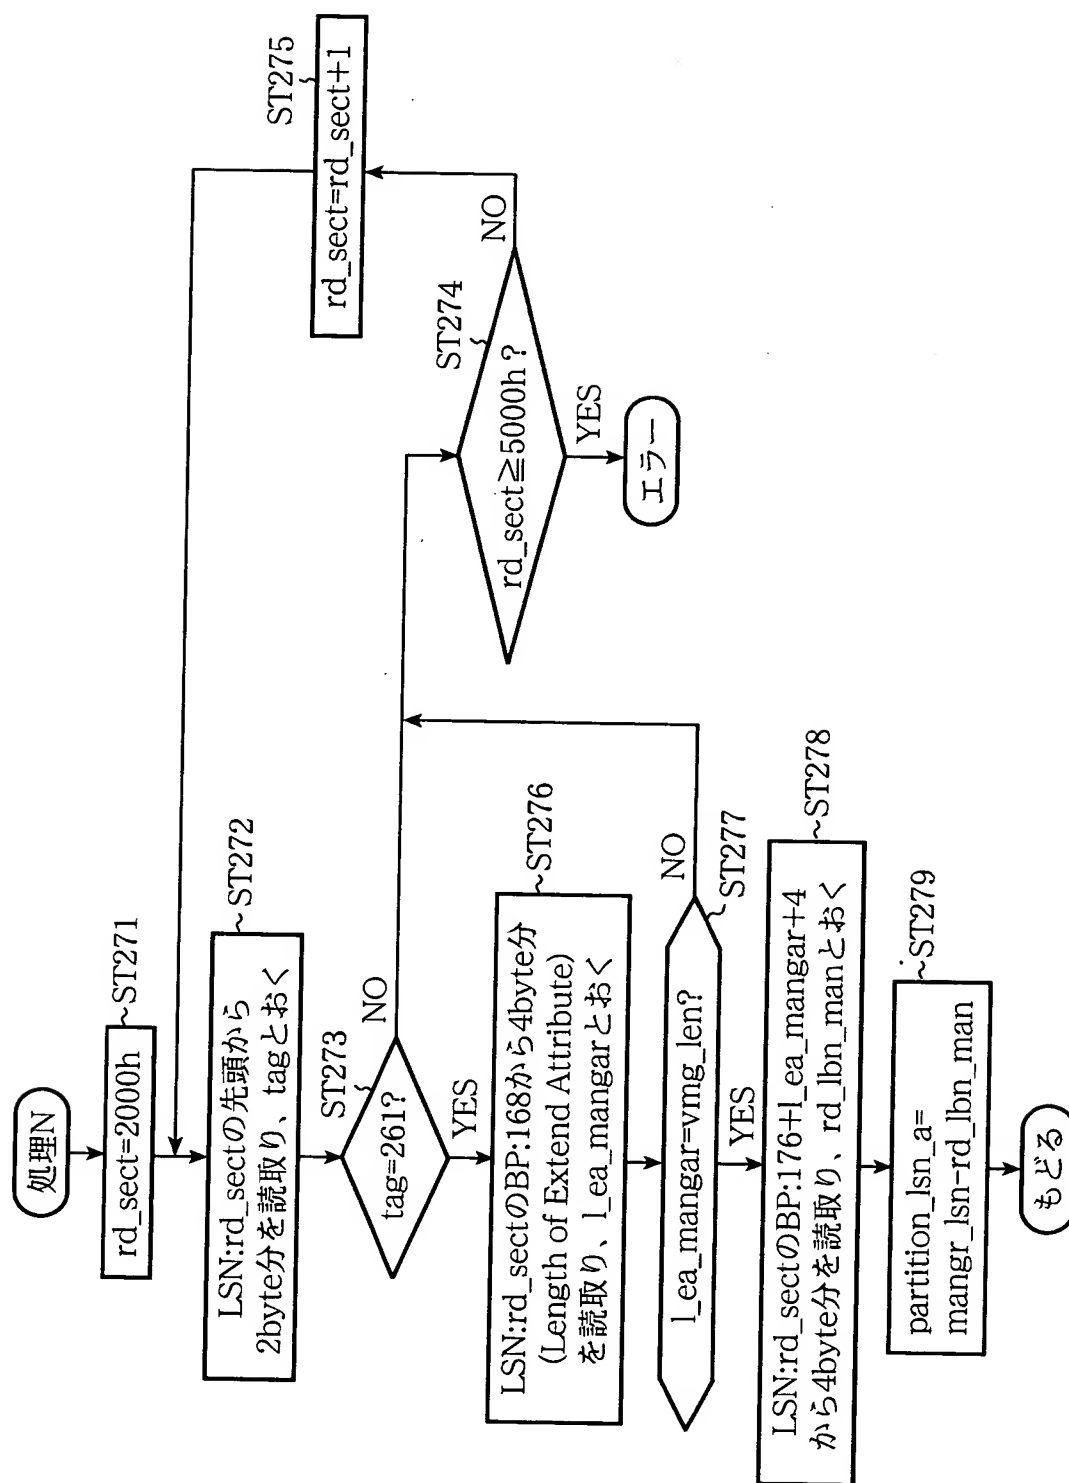 処理N
rd_sect=2000h
ST271
LSN:rd_sectの先頭から
2byte分を読取り、tagとおく
ST272
tag=261?
ST273
NO
YES
rd_sect≧5000h?
ST274
NO
YES
エラー
rd_sect=rd_sect+1
ST275
LSN:rd_sectのBP:168から4byte分
(Length of Extend Attribute)
を読取り、l_ea_mangarとおく
ST276
l_ea_mangar=vmg_len?
ST277
NO
YES
LSN:rd_sectのBP:176+l_ea_mangar+4
から4byte分を読取り、rd_lbn_manとおく
ST278
partition_lsn_a=
mangr_lsn-rd_lbn_man
ST279
もどる